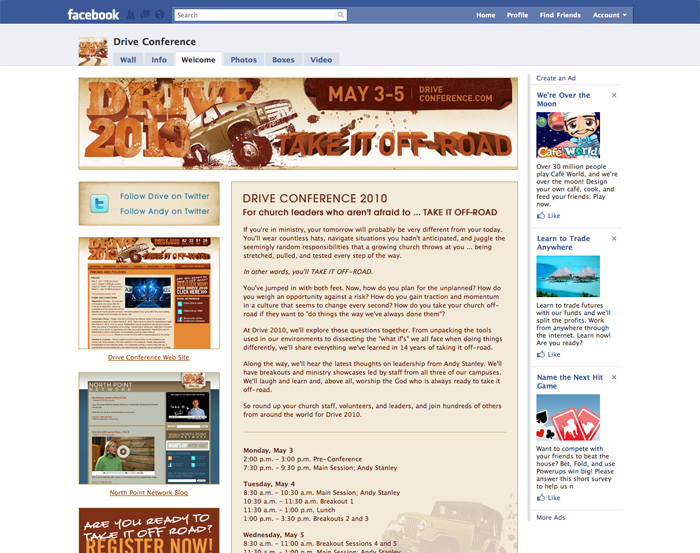 facebook
Search
Home Profile Find Friends Account
Drive Conference
Wall Info Welcome Photos Boxes Video
DRIVE
2010
MAY 3-5 | DRIVE
CONFERENCE.COM
TAKE IT OFF-ROAD
Follow Drive on Twitter
Follow Andy on Twitter
Drive Conference Web Site
NORTH POINT
NETWORK
North Point Network Blog
ARE YOU READY TO
TAKE IT OFF ROAD?
REGISTER NOW!
DRIVE CONFERENCE 2010
For church leaders who aren't afraid to ... TAKE IT OFF-ROAD
If you're in ministry, your tomorrow will probably be very different from your today.
You'll wear countless hats, navigate situations you hadn't anticipated, and juggle the
seemingly random responsibilities that a growing church throws at you ... being
stretched, pulled, and tested every step of the way.
In other words, you'll TAKE IT OFF-ROAD.
You've jumped in with both feet. Now, how do you plan for the unplanned? How do
you weigh an opportunity against a risk? How do you gain traction and momentum
in a culture that seems to change every second? How do you take your church off-
road if they want to "do things the way we've always done them"?
At Drive 2010, we'll explore those questions together. From unpacking the tools
used in our environments to dissecting the "what ifs" we all face when doing things
differently, we'll share everything we've learned in 14 years of taking it off-road.
Along the way, we'll hear the latest thoughts on leadership from Andy Stanley. We'll
have breakouts and ministry showcases led by staff from all three of our campuses.
We'll laugh and learn and, above all, worship the God who is always ready to take it
off-road.
So round up your church staff, volunteers, and leaders, and join hundreds of others
from around the world for Drive 2010.
Monday, May 3
2:00 p.m. - 3:00 p.m. Pre-Conference
7:30 p.m. - 9:30 p.m. Main Session; Andy Stanley
Tuesday, May 4
8:30 a.m. - 10:30 a.m. Main Session; Andy Stanley
10:30 a.m. - 11:30 a.m. Breakout 1
11:30 a.m. - 1:00 p.m. Lunch
1:00 p.m. - 3:30 p.m. Breakouts 2 and 3
Wednesday, May 5
8:30 a.m. - 11:30 a.m. Breakout Sessions 4 and 5
11:30 a.m. - 1:00 p.m. Main Session; Andy Stanley
Create an Ad
We're Over the
Moon
Café World
Over 30 million people
play Café World, and we're
over the moon! Design
your own café, cook, and
feed your friends. Play
now.
Like
Learn to Trade
Anywhere
Learn to trade futures
with our funds and we'll
split the profits. Work
from anywhere through
the internet. Learn now!
Are you ready?
Like
Name the Next Hit
Game
Want to compete with
your friends to beat the
house? Bet, Fold, and use
Powerups win big! Please
answer this short survey
to help us n
Like
More Ads